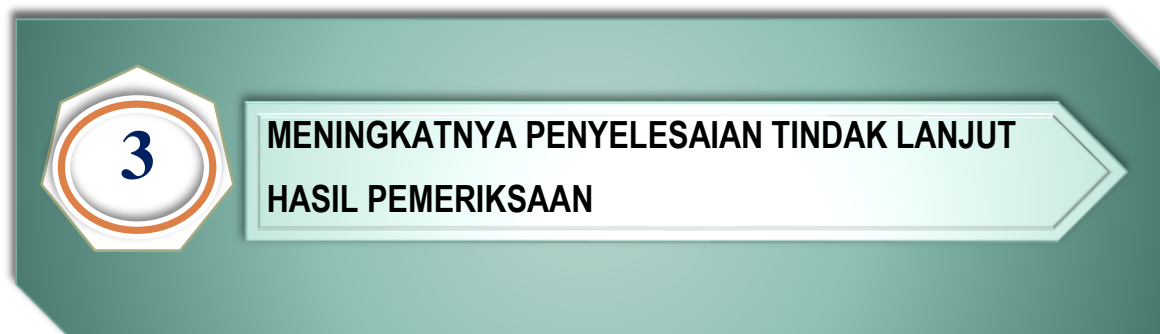 3
MENINGKATNYA PENYELESAIAN TINDAK LANJUT
HASIL PEMERIKSAAN